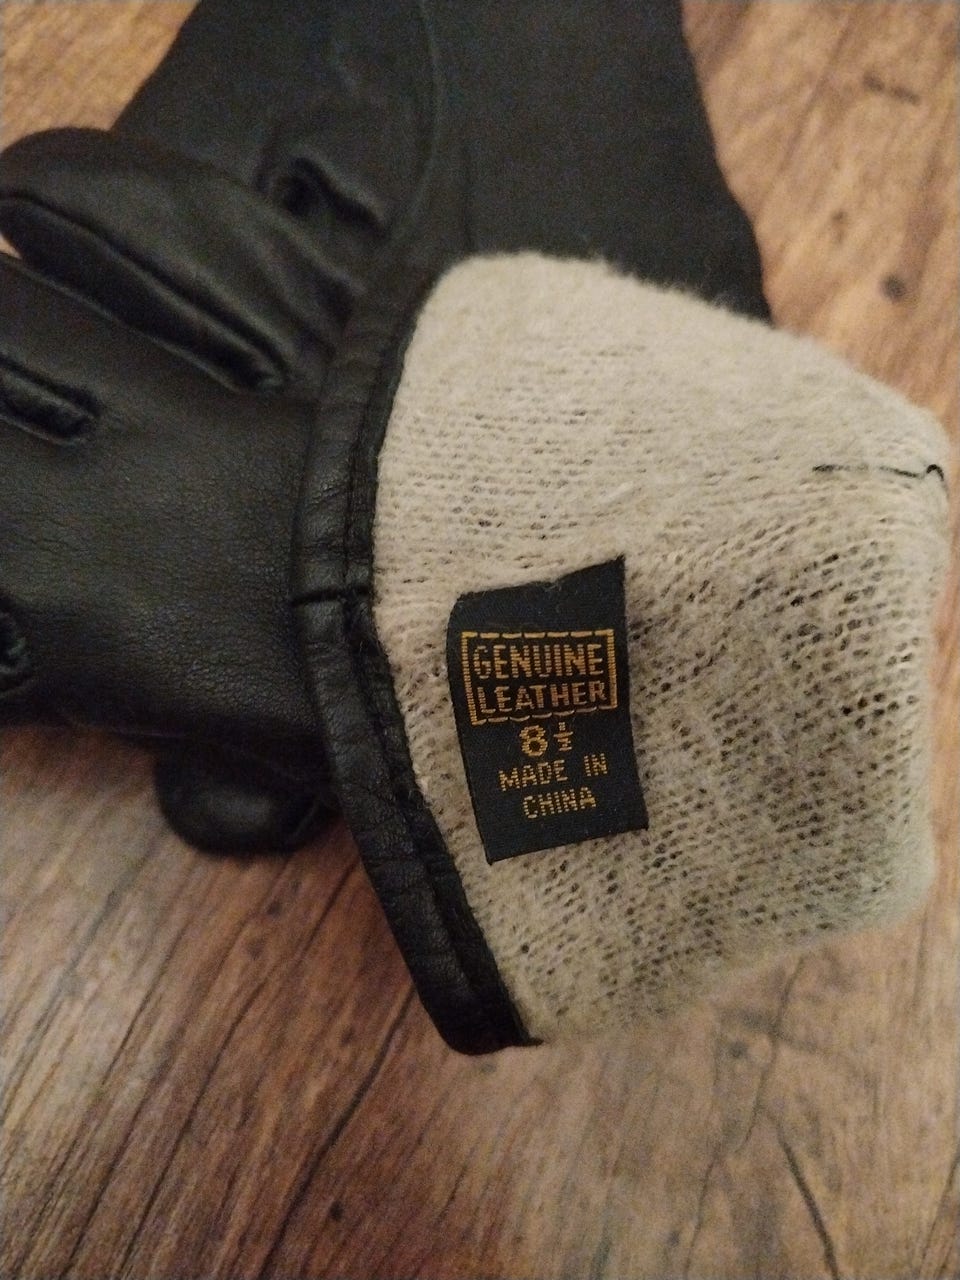 GENUINE
LEATHER
8½
MADE IN
CHINA